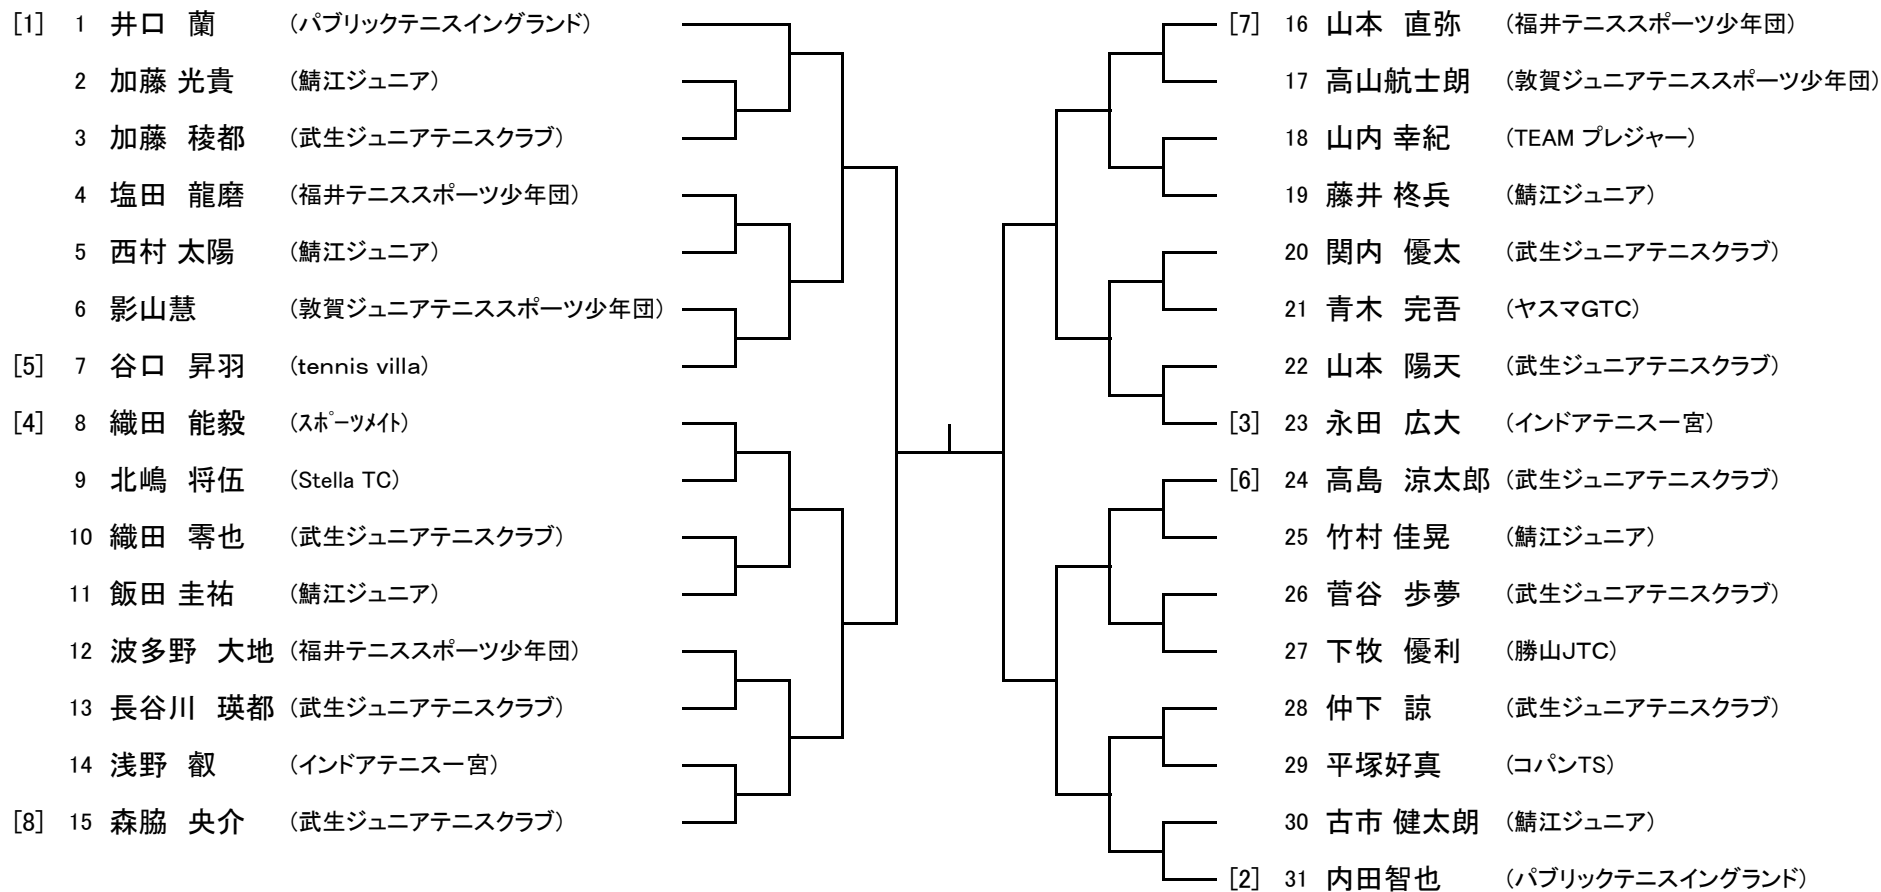 [1] 1 井口 蘭 (パブリックテニスイングランド)
2 加藤 光貴 (鯖江ジュニア)
3 加藤 稜都 (武生ジュニアテニスクラブ)
4 塩田 龍磨 (福井テニススポーツ少年団)
5 西村 太陽 (鯖江ジュニア)
6 影山慧 (敦賀ジュニアテニススポーツ少年団)
[5] 7 谷口 昇羽 (tennis villa)
[4] 8 織田 能毅 (ｽﾎﾟｰﾂﾒｲﾄ)
9 北嶋 将伍 (Stella TC)
10 織田 零也 (武生ジュニアテニスクラブ)
11 飯田 圭祐 (鯖江ジュニア)
12 波多野 大地 (福井テニススポーツ少年団)
13 長谷川 瑛都 (武生ジュニアテニスクラブ)
14 浅野 叡 (インドアテニス一宮)
[8] 15 森脇 央介 (武生ジュニアテニスクラブ)
[7] 16 山本 直弥 (福井テニススポーツ少年団)
17 高山航士朗 (敦賀ジュニアテニススポーツ少年団)
18 山内 幸紀 (TEAM プレジャー)
19 藤井 柊兵 (鯖江ジュニア)
20 関内 優太 (武生ジュニアテニスクラブ)
21 青木 完吾 (ヤスマGTC)
22 山本 陽天 (武生ジュニアテニスクラブ)
[3] 23 永田 広大 (インドアテニス一宮)
[6] 24 高島 涼太郎 (武生ジュニアテニスクラブ)
25 竹村 佳晃 (鯖江ジュニア)
26 菅谷 歩夢 (武生ジュニアテニスクラブ)
27 下牧 優利 (勝山JTC)
28 仲下 諒 (武生ジュニアテニスクラブ)
29 平塚好真 (コパンTS)
30 古市 健太朗 (鯖江ジュニア)
[2] 31 内田智也 (パブリックテニスイングランド)